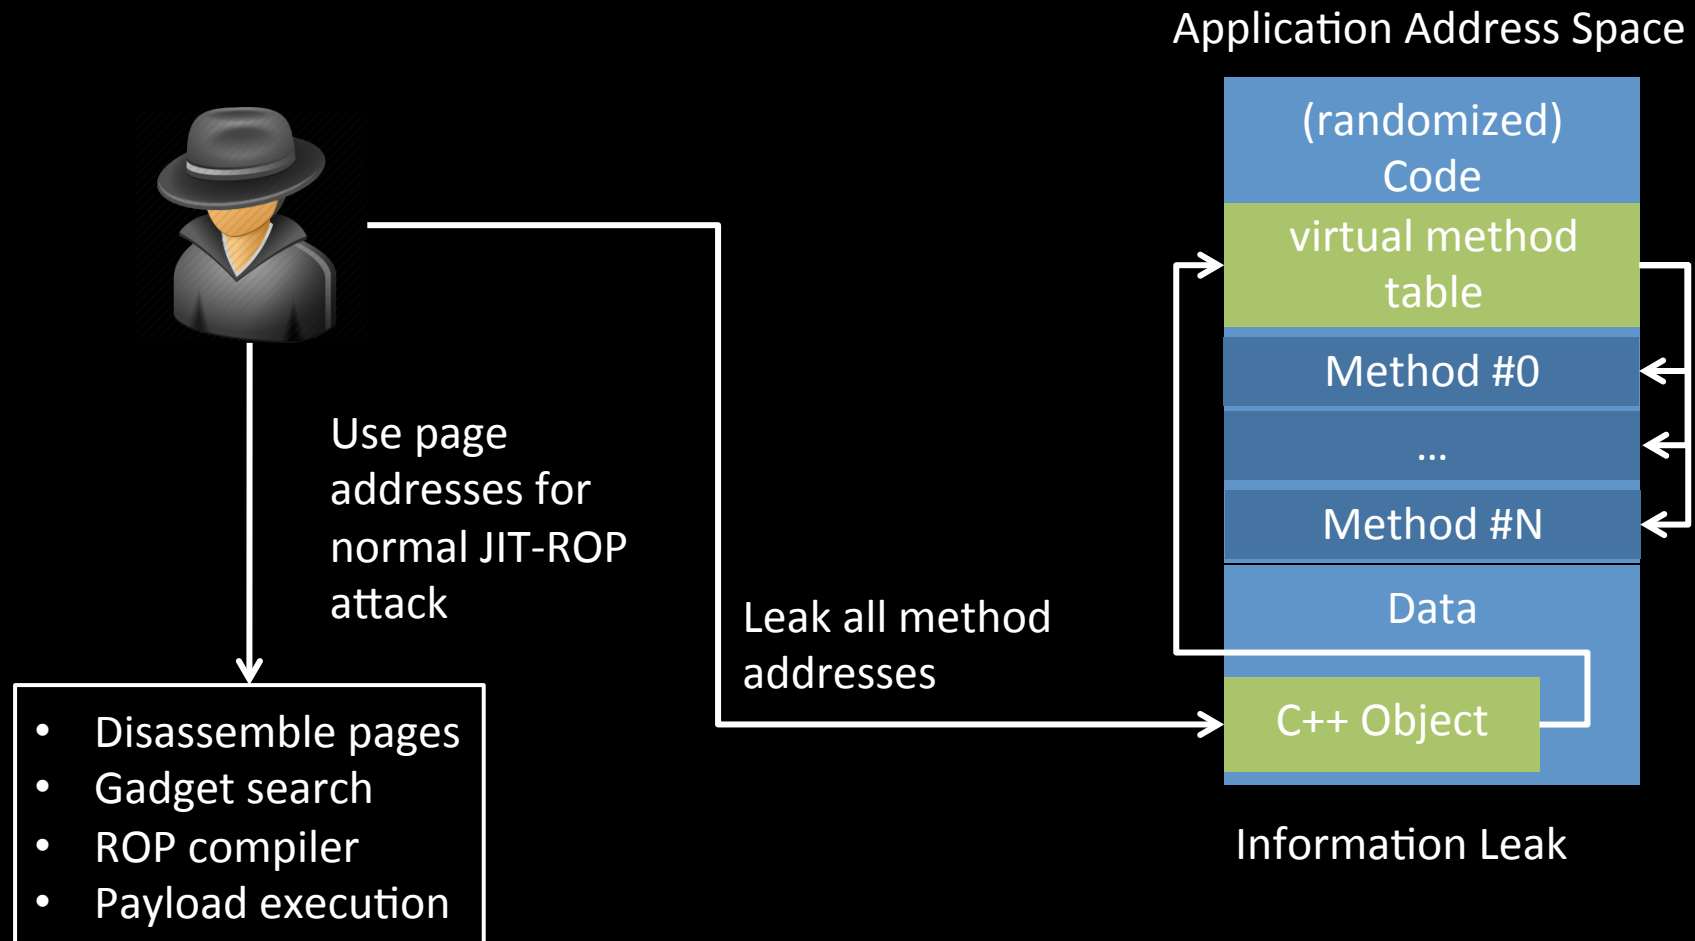 Application Address Space
(randomized)
Code
virtual method
table
Method #0
...
Method #N
Data
C++ Object
Information Leak
Use page
addresses for
normal JIT-ROP
attack
Leak all method
addresses
• Disassemble pages
• Gadget search
• ROP compiler
• Payload execution